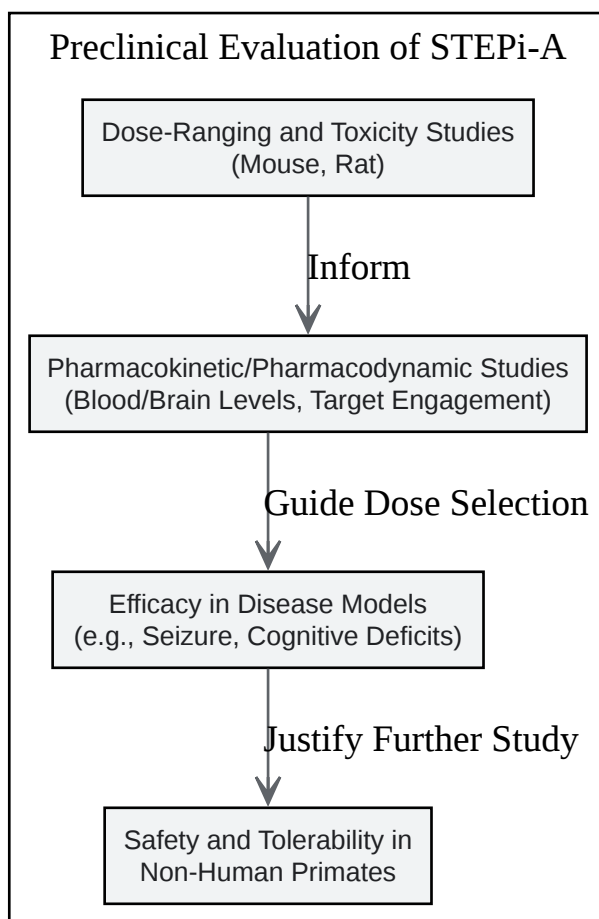 Preclinical Evaluation of STEPi-A
Dose-Ranging and Toxicity Studies
(Mouse, Rat)
Inform
Pharmacokinetic/Pharmacodynamic Studies
(Blood/Brain Levels, Target Engagement)
Guide Dose Selection
Efficacy in Disease Models
(e.g., Seizure, Cognitive Deficits)
Justify Further Study
Safety and Tolerability in
Non-Human Primates